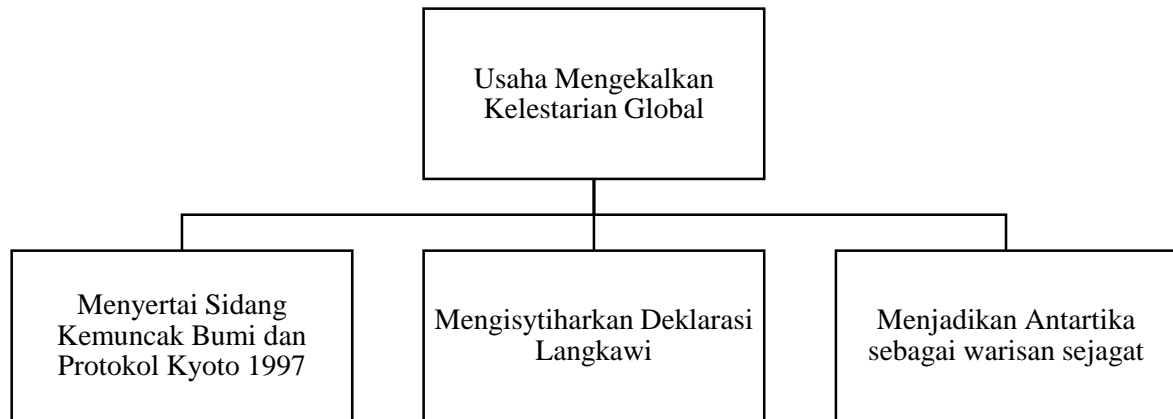 Usaha Mengekalkan
Kelestarian Global
Menyertai Sidang
Kemuncak Bumi dan
Protokol Kyoto 1997
Mengisytiharkan Deklarasi
Langkawi
Menjadikan Antartika
sebagai warisan sejagat